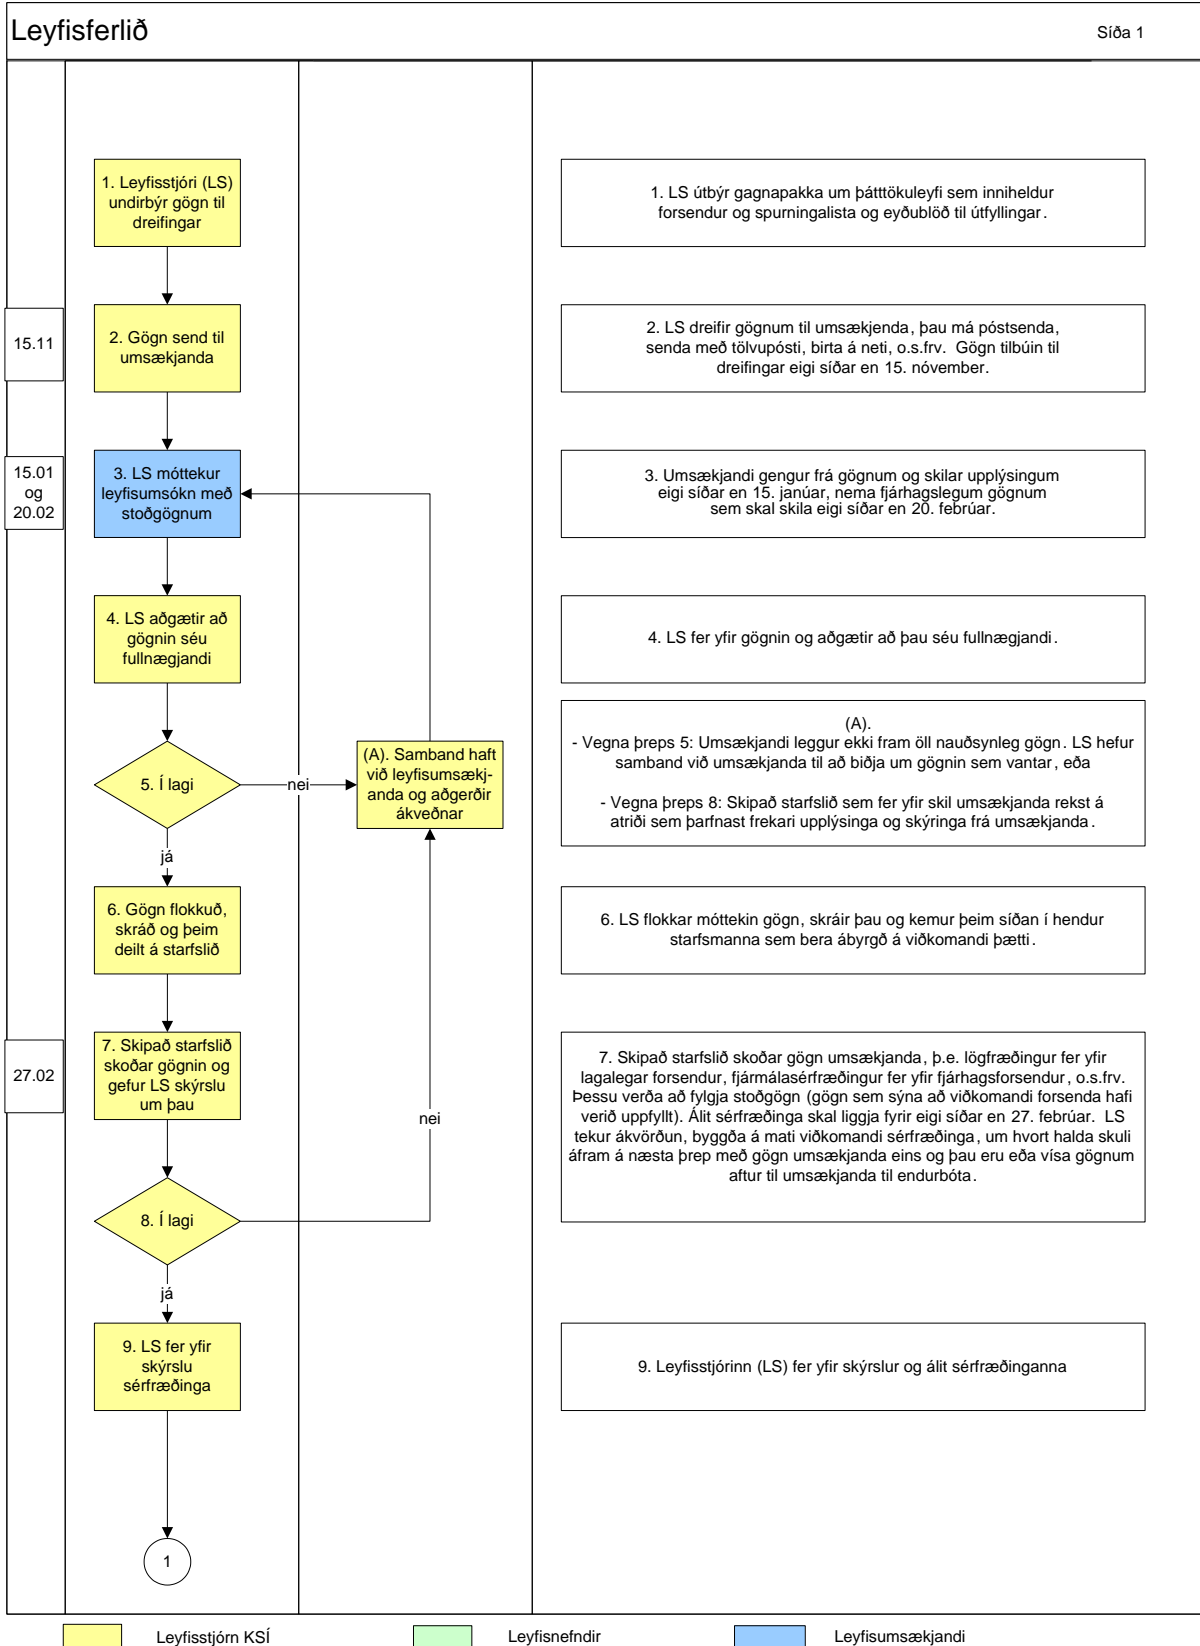 Leyfisferlið
Síða 1
1. Leyfisstjóri (LS)
undirbýr gögn til
dreifingar
1. LS útbýr gagnapakka um þátttökuleyfi sem inniheldur
forsendur og spurningalista og eyðublöð til útfyllingar.
15.11
2. Gögn send til
umsækjanda
2. LS dreifir gögnum til umsækjenda, þau má póstsenda,
senda með tölvupósti, birta á neti, o.s.frv. Gögn tilbúin til
dreifingar eigi síðar en 15. nóvember.
15.01
og
20.02
3. LS móttekur
leyfisumsókn með
stoðgögnum
3. Umsækjandi gengur frá gögnum og skilar upplýsingum
eigi síðar en 15. janúar, nema fjárhagslegum gögnum
sem skal skila eigi síðar en 20. febrúar.
4. LS aðgætir að
gögnin séu
fullnægjandi
4. LS fer yfir gögnin og aðgætir að þau séu fullnægjandi.
5. Í lagi
nei
já
(A). Samband haft
við leyfisumsækj-
anda og aðgerðir
ákveðnar
(A).
- Vegna þreps 5: Umsækjandi leggur ekki fram öll nauðsynleg gögn. LS hefur
samband við umsækjanda til að biðja um gögnin sem vantar, eða
- Vegna þreps 8: Skipað starfslið sem fer yfir skil umsækjanda rekst á
atriði sem þarfnast frekari upplýsinga og skýringa frá umsækjanda.
6. Gögn flokkuð,
skráð og þeim
deilt á starfslið
6. LS flokkar móttekin gögn, skráir þau og kemur þeim síðan í hendur
starfsmanna sem bera ábyrgð á viðkomandi þætti.
27.02
7. Skipað starfslið
skoðar gögnin og
gefur LS skýrslu
um þau
nei
7. Skipað starfslið skoðar gögn umsækjanda, þ.e. lögfræðingur fer yfir
lagalegar forsendur, fjármálasérfræðingur fer yfir fjárhagsforsendur, o.s.frv.
Þessu verða að fylgja stoðgögn (gögn sem sýna að viðkomandi forsenda hafi
verið uppfyllt). Álit sérfræðinga skal liggja fyrir eigi síðar en 27. febrúar. LS
tekur ákvörðun, byggða á mati viðkomandi sérfræðinga, um hvort halda skuli
áfram á næsta þrep með gögn umsækjanda eins og þau eru eða vísa gögnum
aftur til umsækjanda til endurbóta.
8. Í lagi
já
9. LS fer yfir
skýrslu
sérfræðinga
9. Leyfisstjórinn (LS) fer yfir skýrslur og álit sérfræðinganna
1
Leyfisstjórn KSÍ
Leyfisnefndir
Leyfisumsækjandi